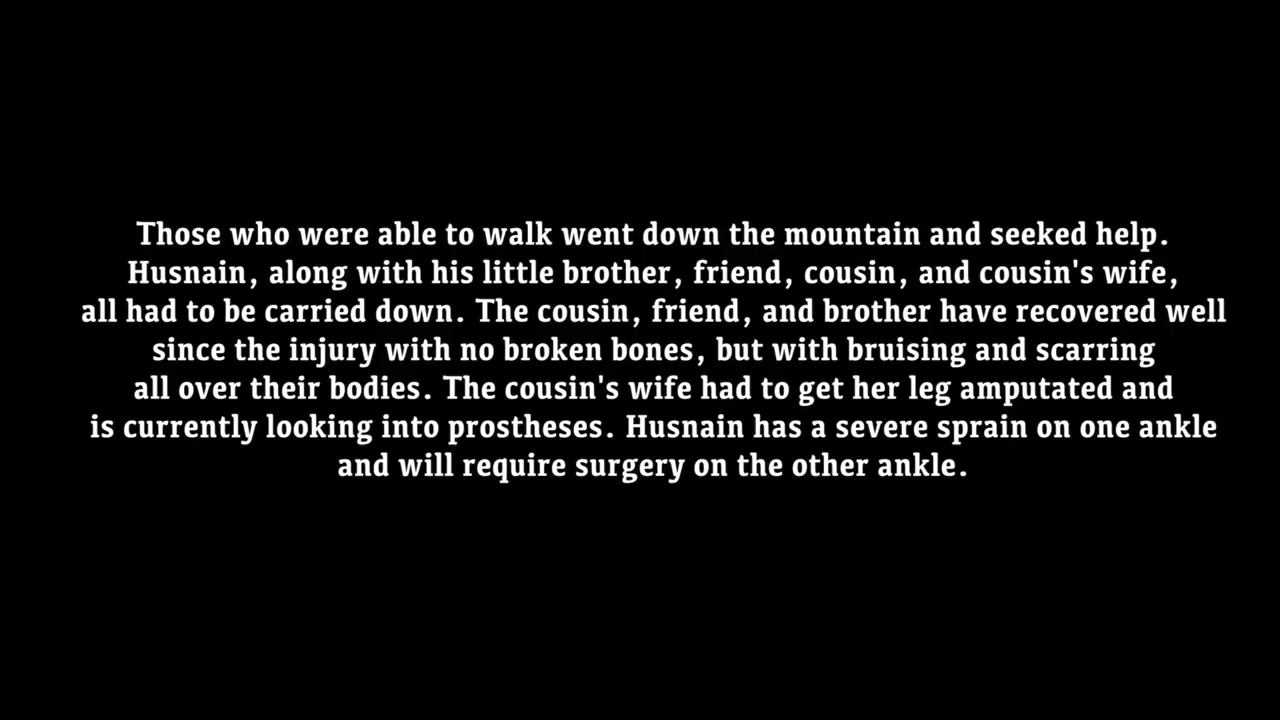 Those who were able to walk went down the mountain and seeked help.
Husnain, along with his little brother, friend, cousin, and cousin's wife,
all had to be carried down. The cousin, friend, and brother have recovered well
since the injury with no broken bones, but with bruising and scarring
all over their bodies. The cousin's wife had to get her leg amputated and
is currently looking into prostheses. Husnain has a severe sprain on one ankle
and will require surgery on the other ankle.